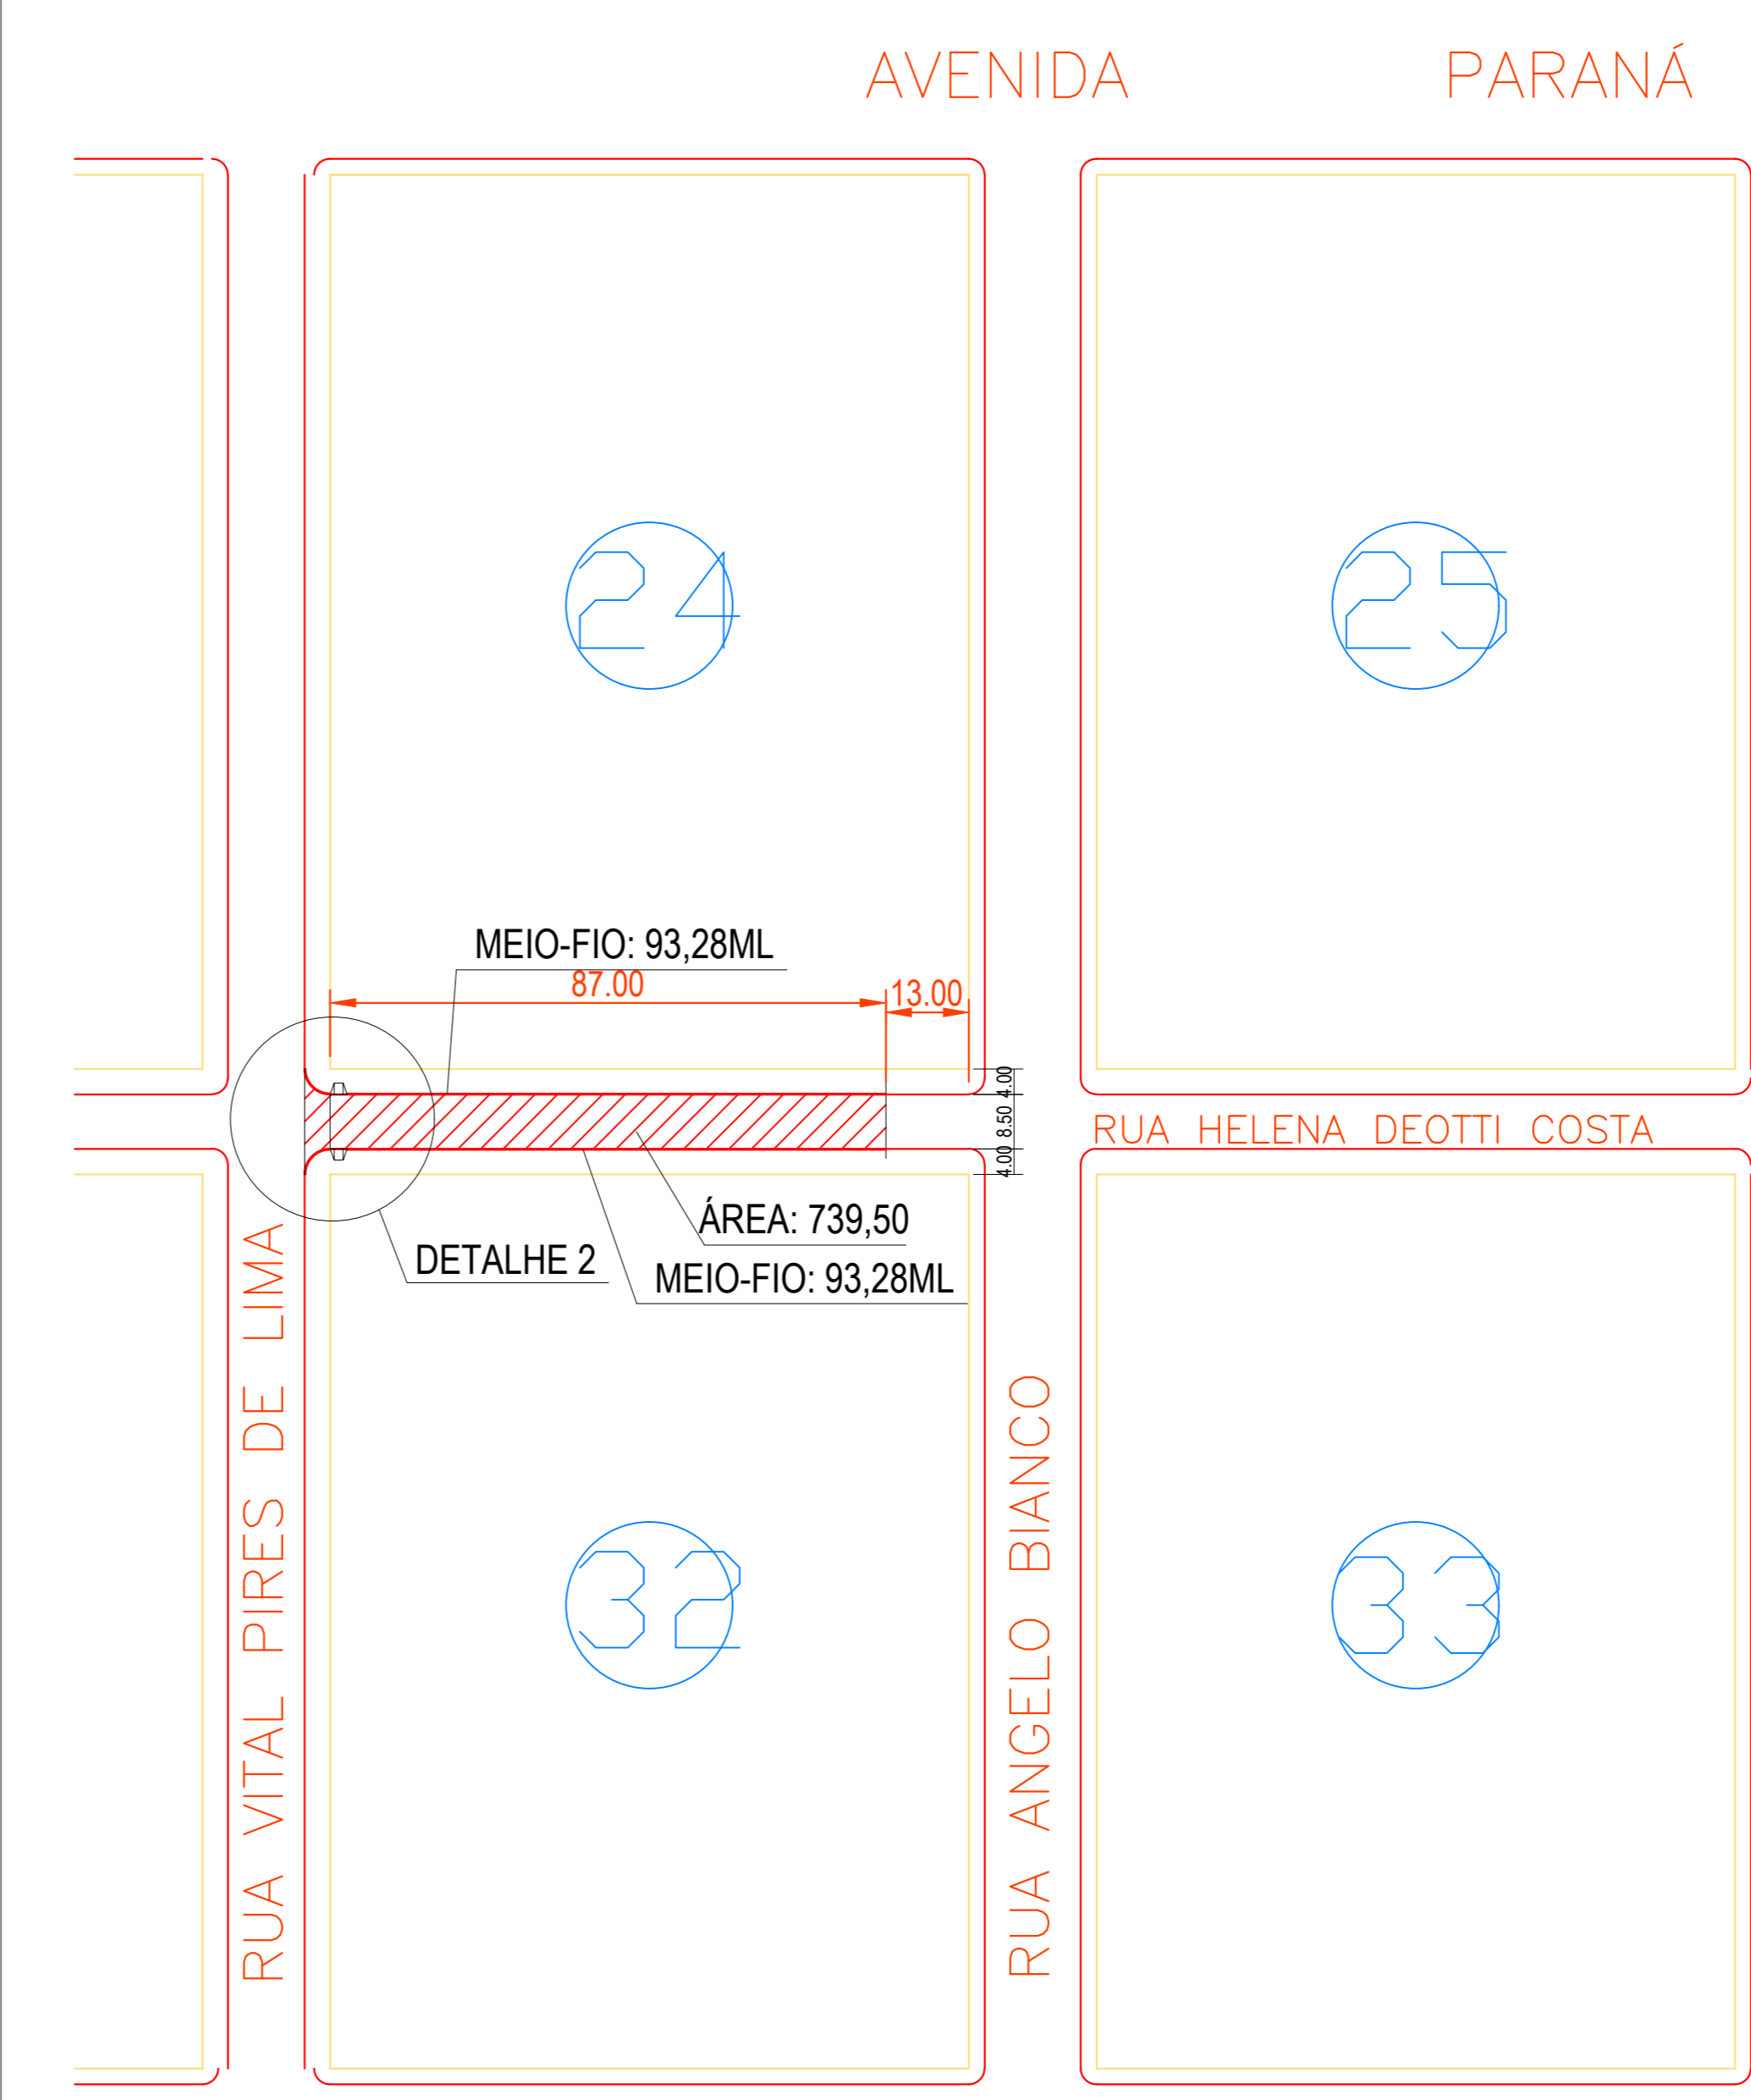 AVENIDA PARANÁ
24
25
MEIO-FIO: 93,28ML
87.00
13.00
4.00
8.50
4.00
RUA HELENA DEOTTI COSTA
ÁREA: 739,50
DETALHE 2
MEIO-FIO: 93,28ML
RUA VITAL PIRES DE LIMA
RUA ANGELO BIANCO
32
33